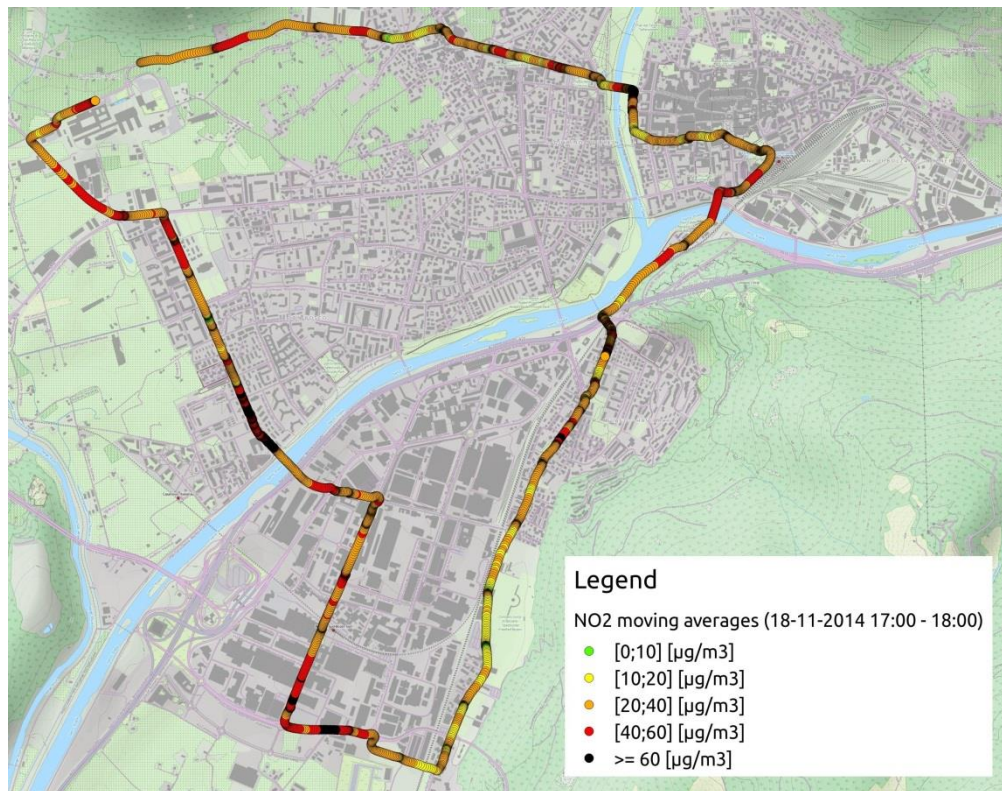 Legend
NO2 moving averages (18-11-2014 17:00 - 18:00)
[0;10] [µg/m3]
[10;20] [µg/m3]
[20;40] [µg/m3]
[40;60] [µg/m3]
>= 60 [µg/m3]